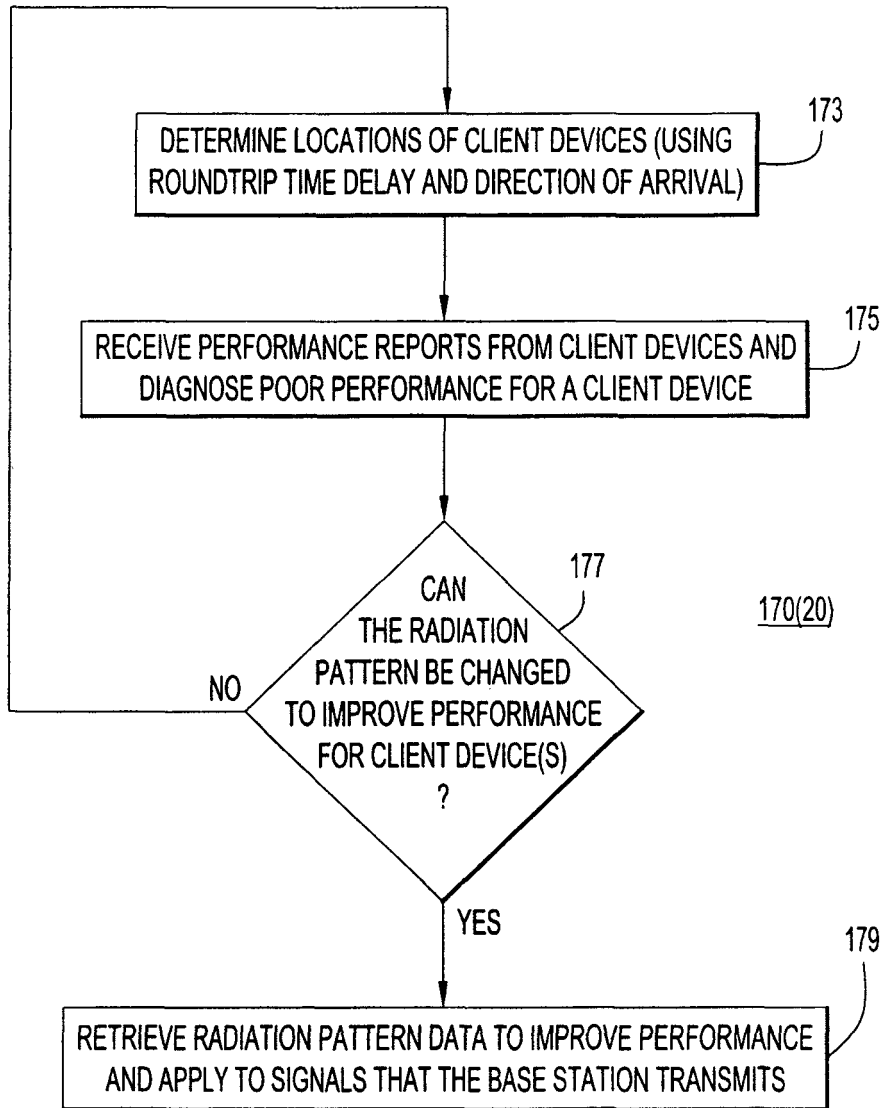 173
DETERMINE LOCATIONS OF CLIENT DEVICES (USING
ROUNDTRIP TIME DELAY AND DIRECTION OF ARRIVAL)
175
RECEIVE PERFORMANCE REPORTS FROM CLIENT DEVICES AND
DIAGNOSE POOR PERFORMANCE FOR A CLIENT DEVICE
177
CAN
THE RADIATION
PATTERN BE CHANGED
TO IMPROVE PERFORMANCE
FOR CLIENT DEVICE(S)
?
170(20)
NO
YES
179
RETRIEVE RADIATION PATTERN DATA TO IMPROVE PERFORMANCE
AND APPLY TO SIGNALS THAT THE BASE STATION TRANSMITS